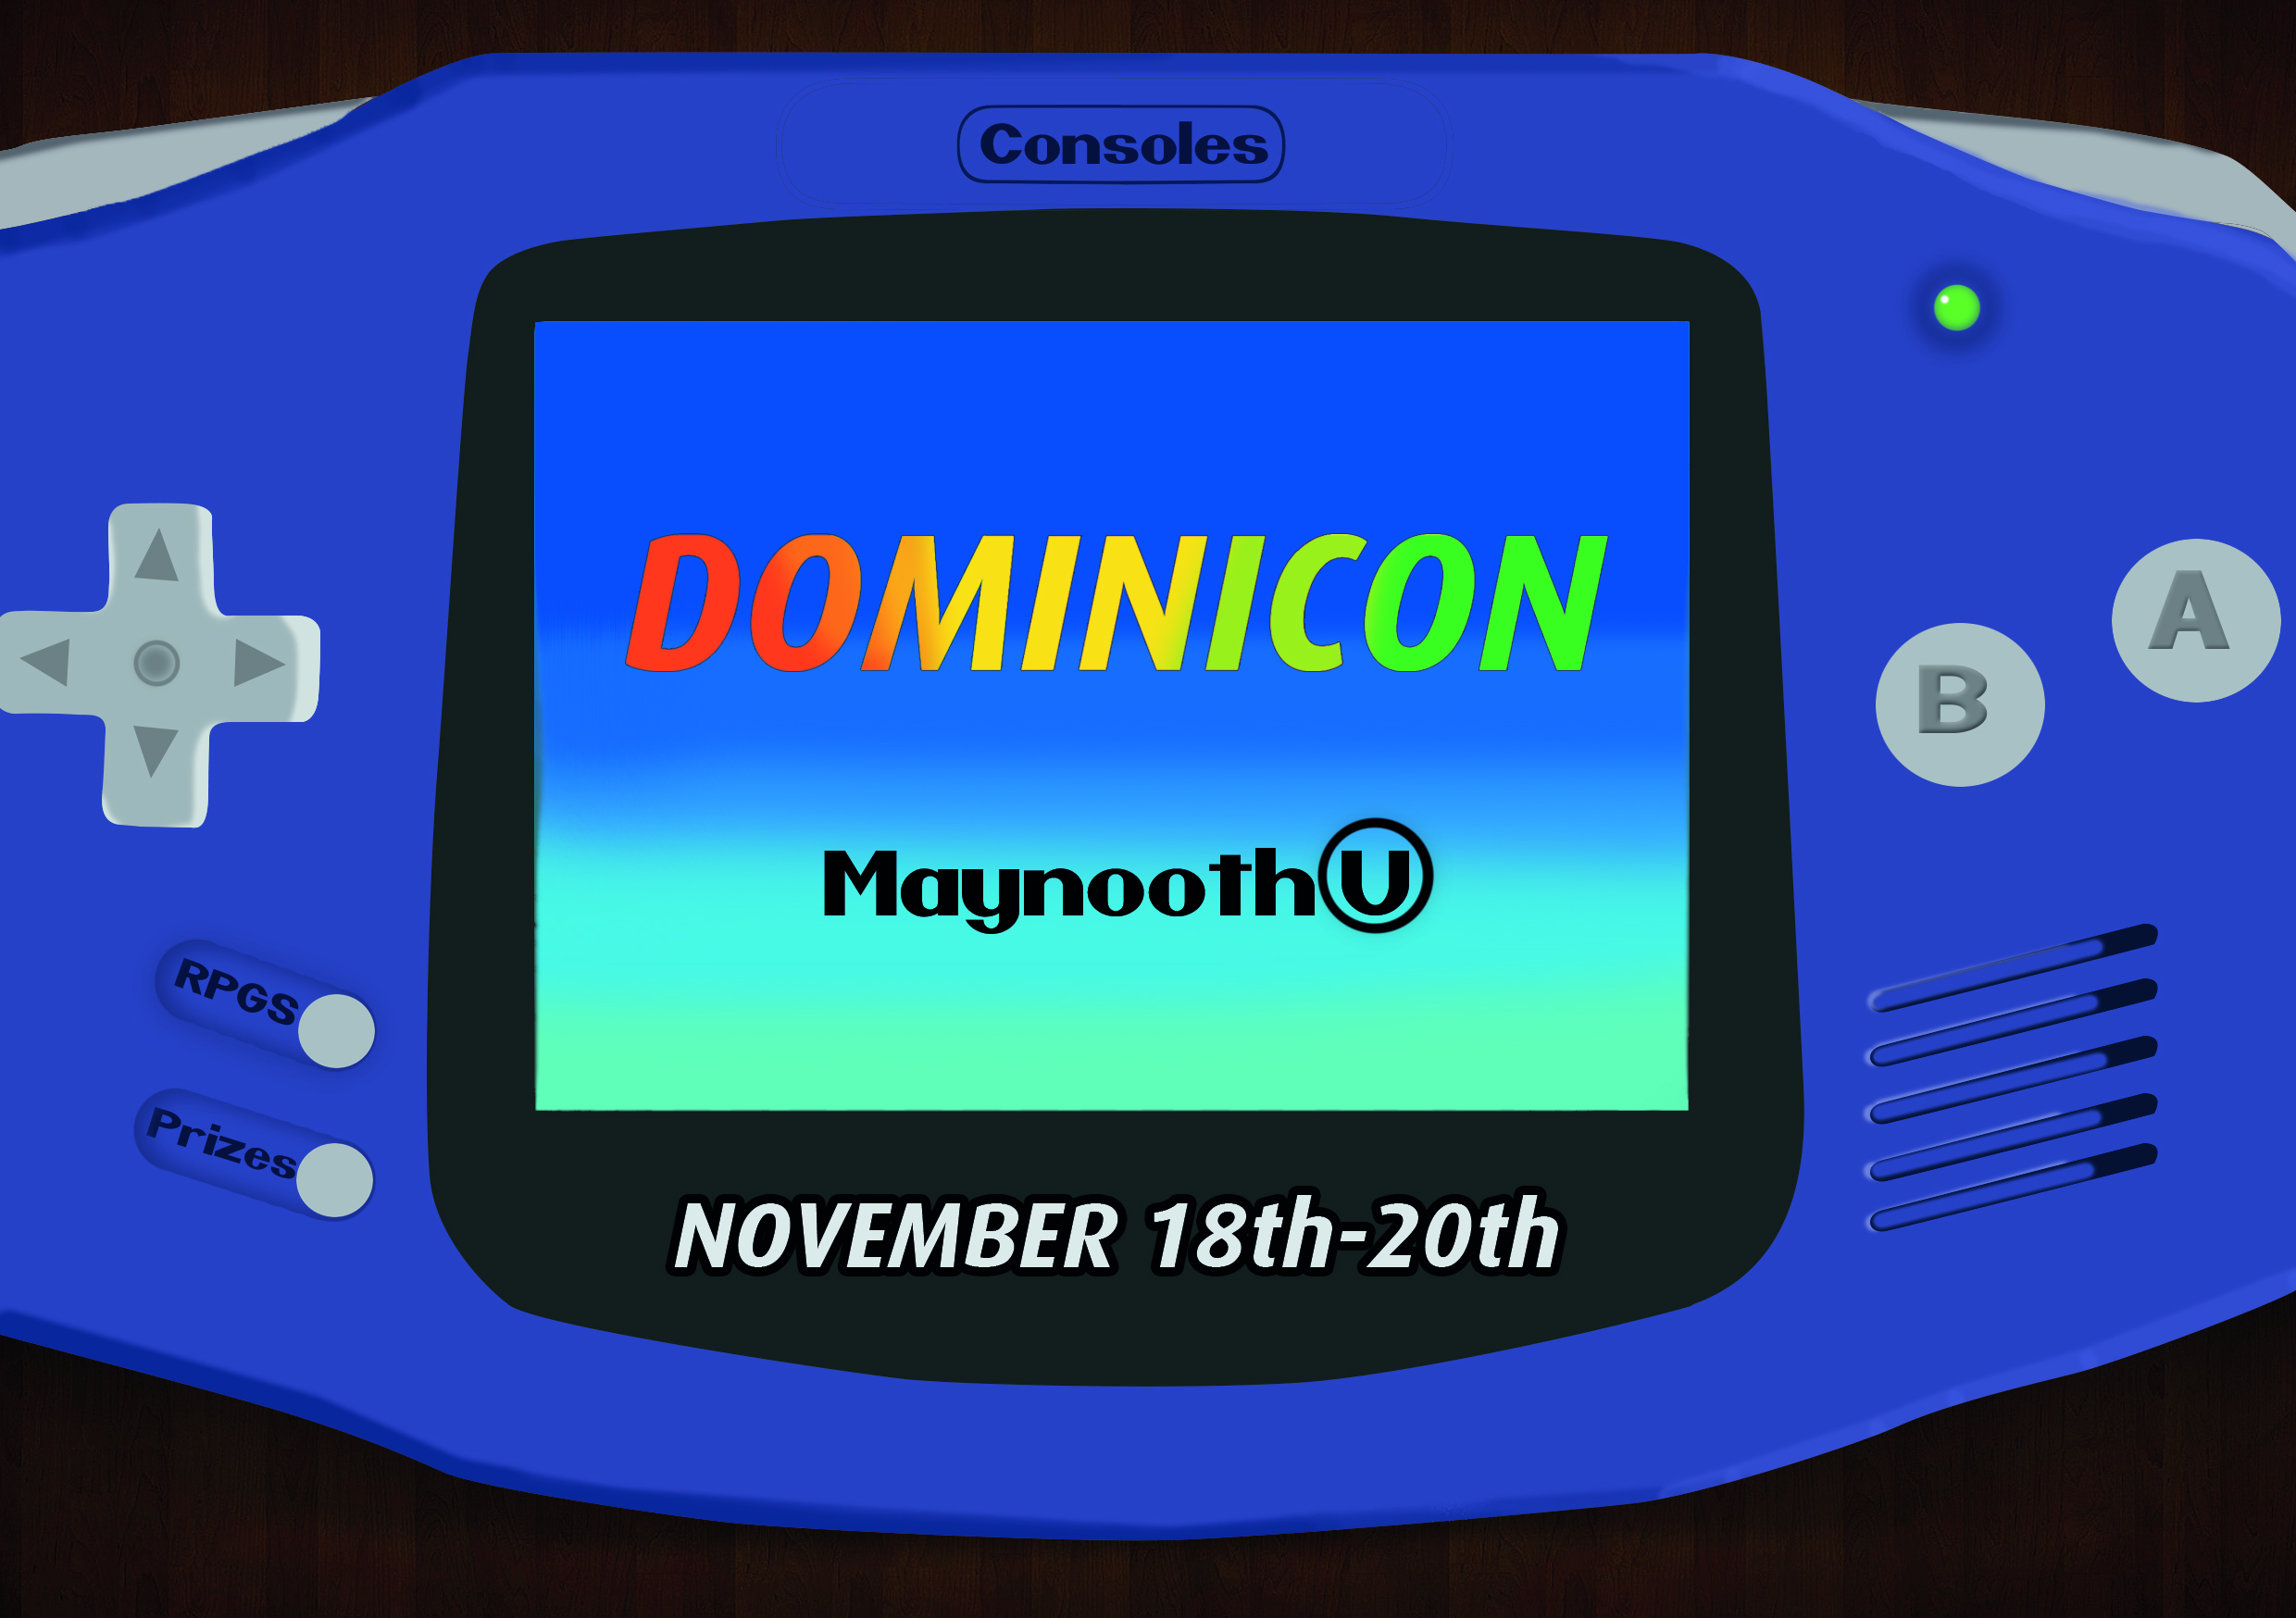 Consoles
DOMINICON
A
B
MaynoothU
RPGS
Prizes
NOVEMBER 18th-20th